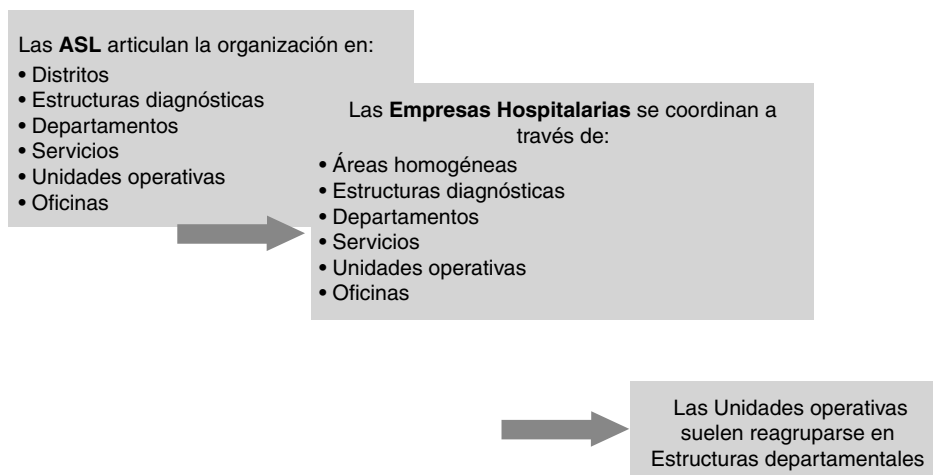 Las ASL articulan la organización en:
• Distritos
• Estructuras diagnósticas
• Departamentos
• Servicios
• Unidades operativas
• Oficinas
Las Empresas Hospitalarias se coordinan a
través de:
• Áreas homogéneas
• Estructuras diagnósticas
• Departamentos
• Servicios
• Unidades operativas
• Oficinas
Las Unidades operativas
suelen reagruparse en
Estructuras departamentales